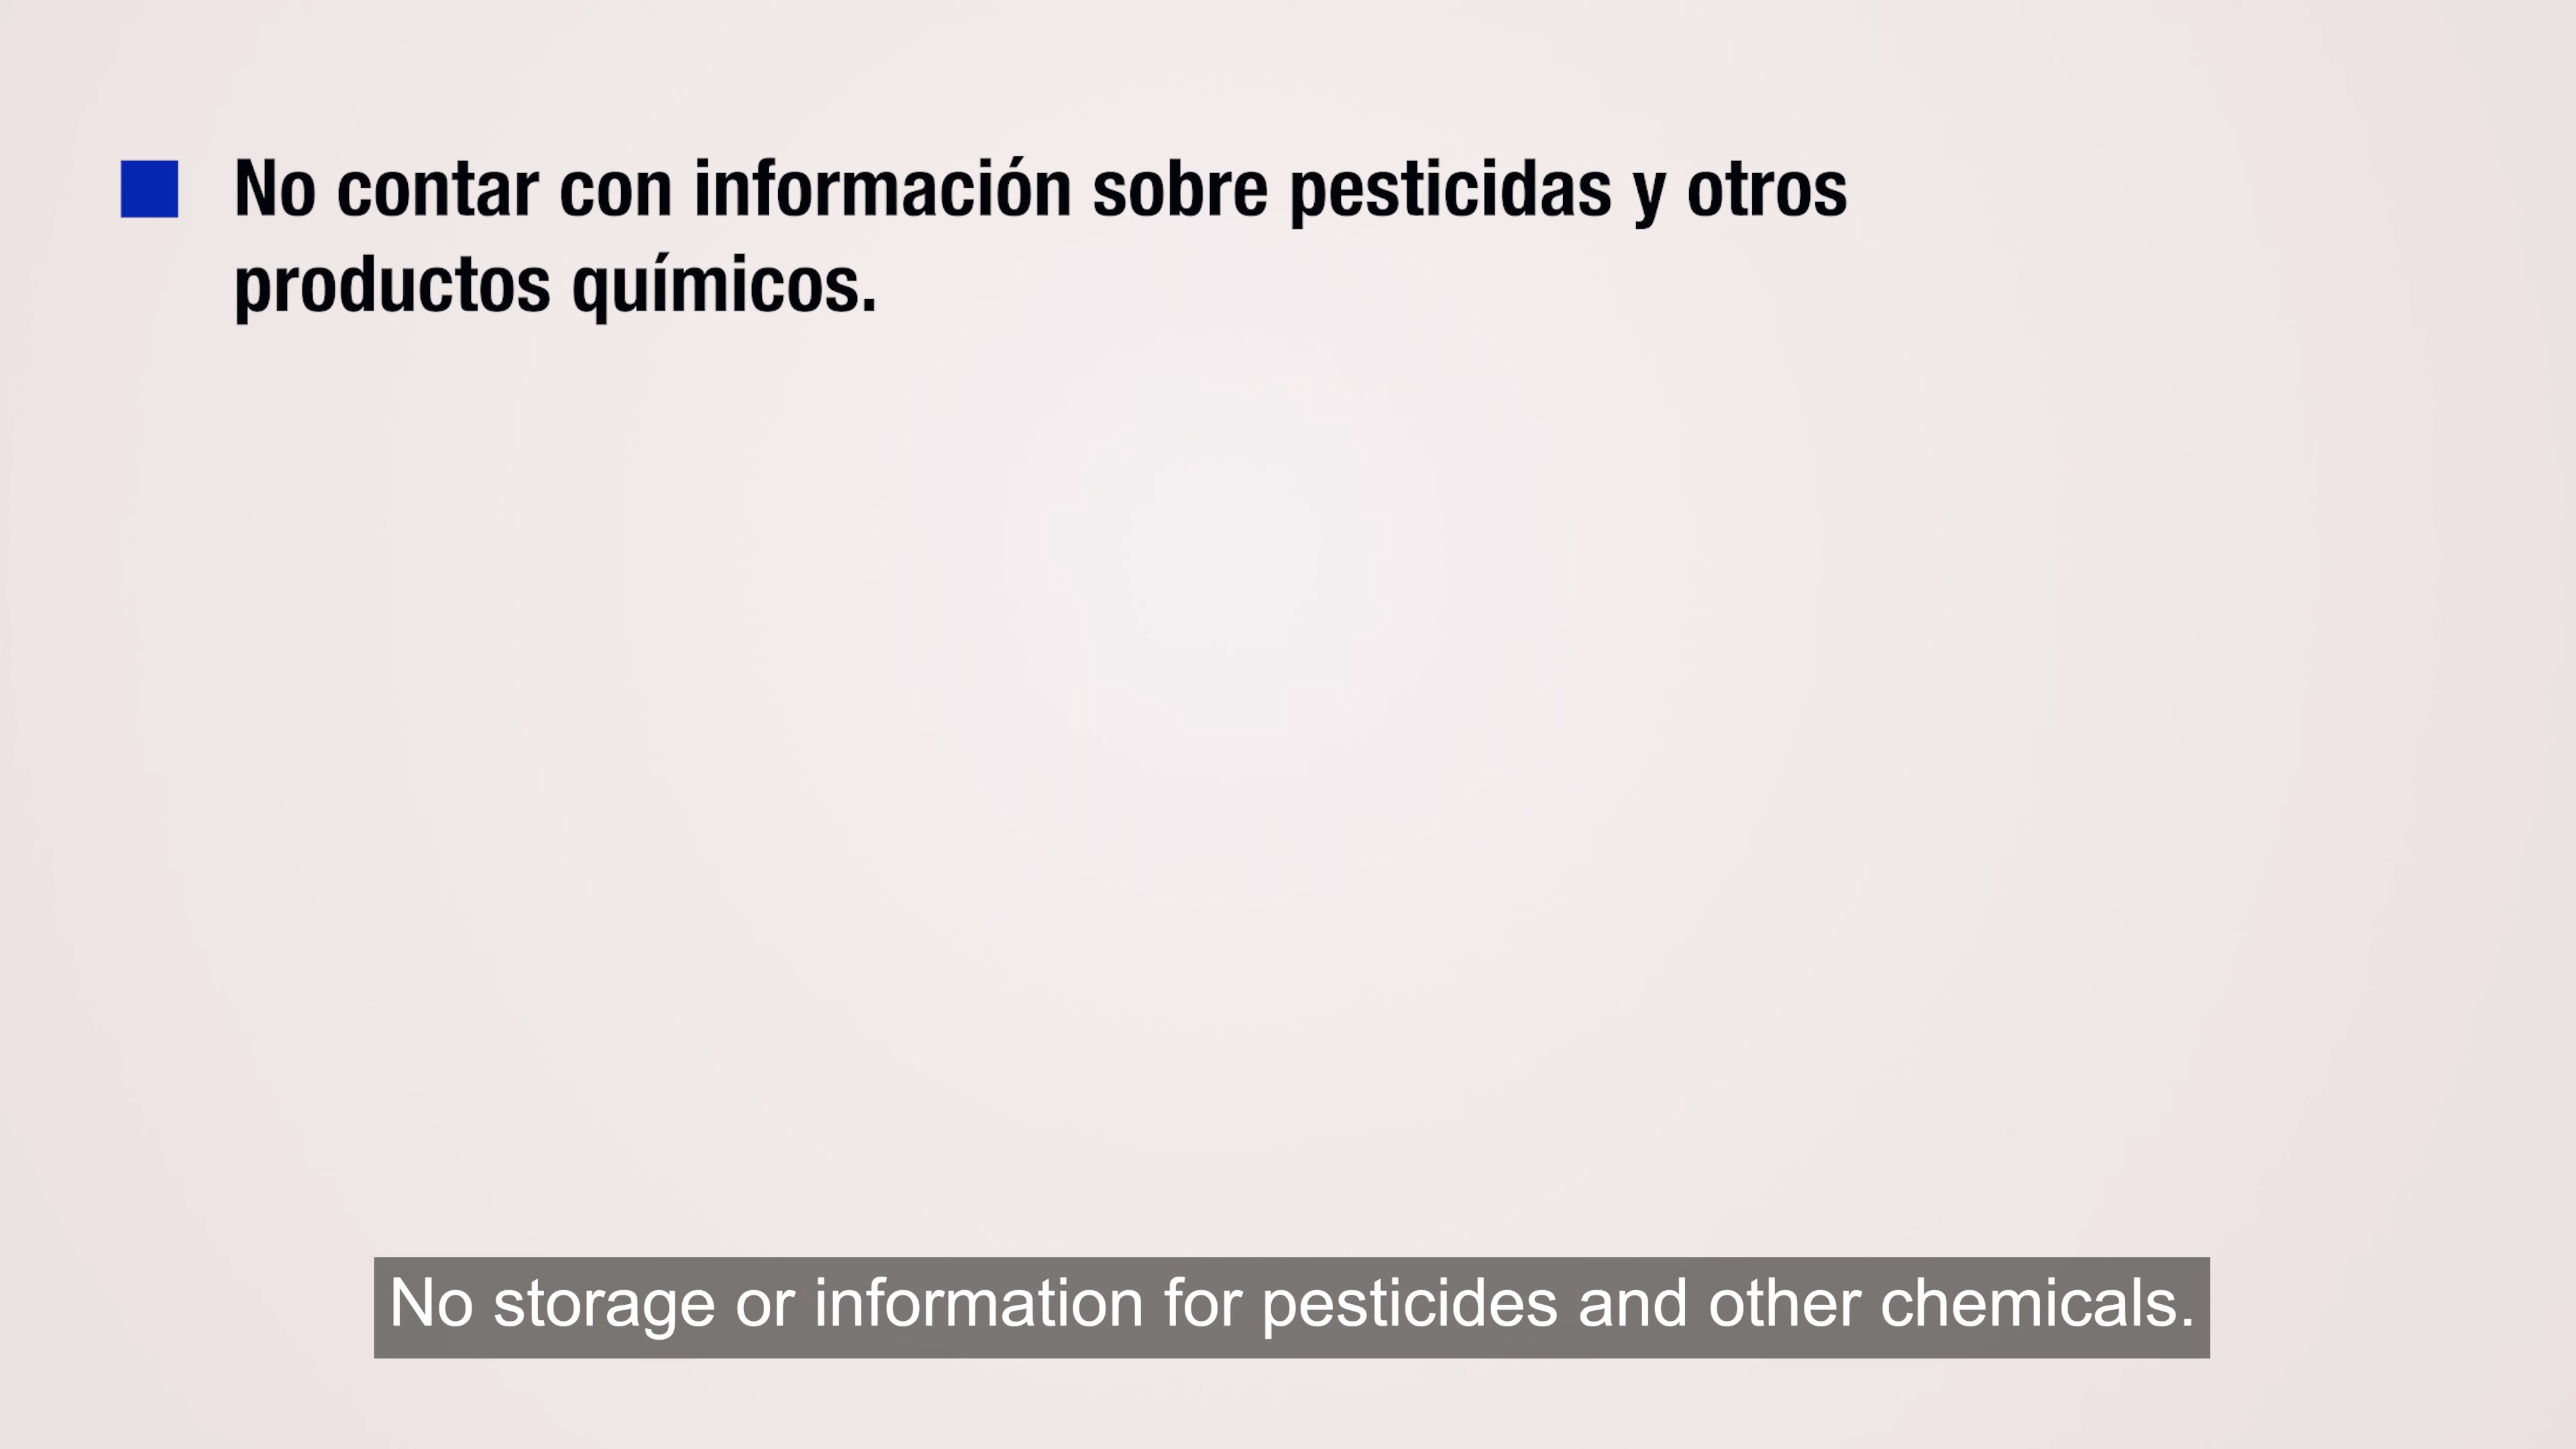 No contar con información sobre pesticidas y otros
productos químicos.
No storage or information for pesticides and other chemicals.